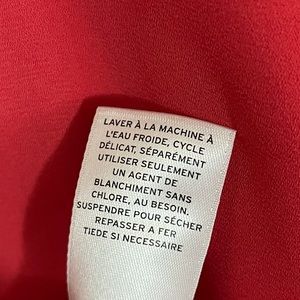 LAVER À LA MACHINE À
L'EAU FROIDE, CYCLE
DÉLICAT, SÉPARÉMENT
UTILISER SEULEMENT
UN AGENT DE
BLANCHIMENT SANS
CHLORE, AU BESOIN.
SUSPENDRE POUR SÉCHER
REPASSER A FER
TIEDE SI NECESSAIRE